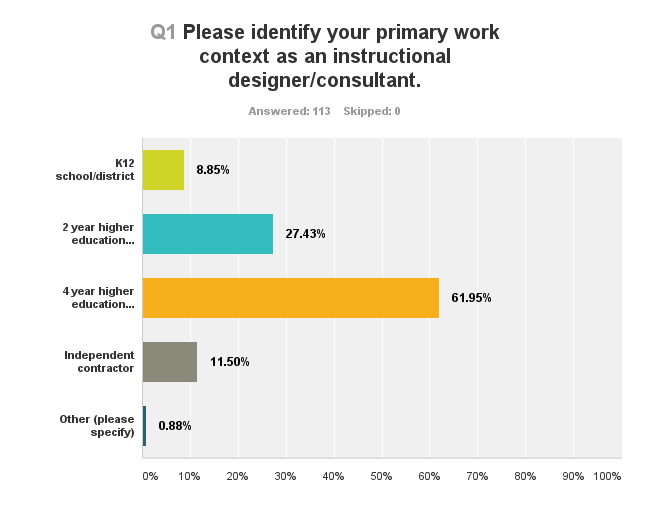 Q1 Please identify your primary work
context as an instructional
designer/consultant.
Answered: 113 Skipped: 0
K12
school/district
8.85%
2 year higher
education...
27.43%
4 year higher
education...
61.95%
Independent
contractor
11.50%
Other (please
specify)
0.88%
0% 10% 20% 30% 40% 50% 60% 70% 80% 90% 100%